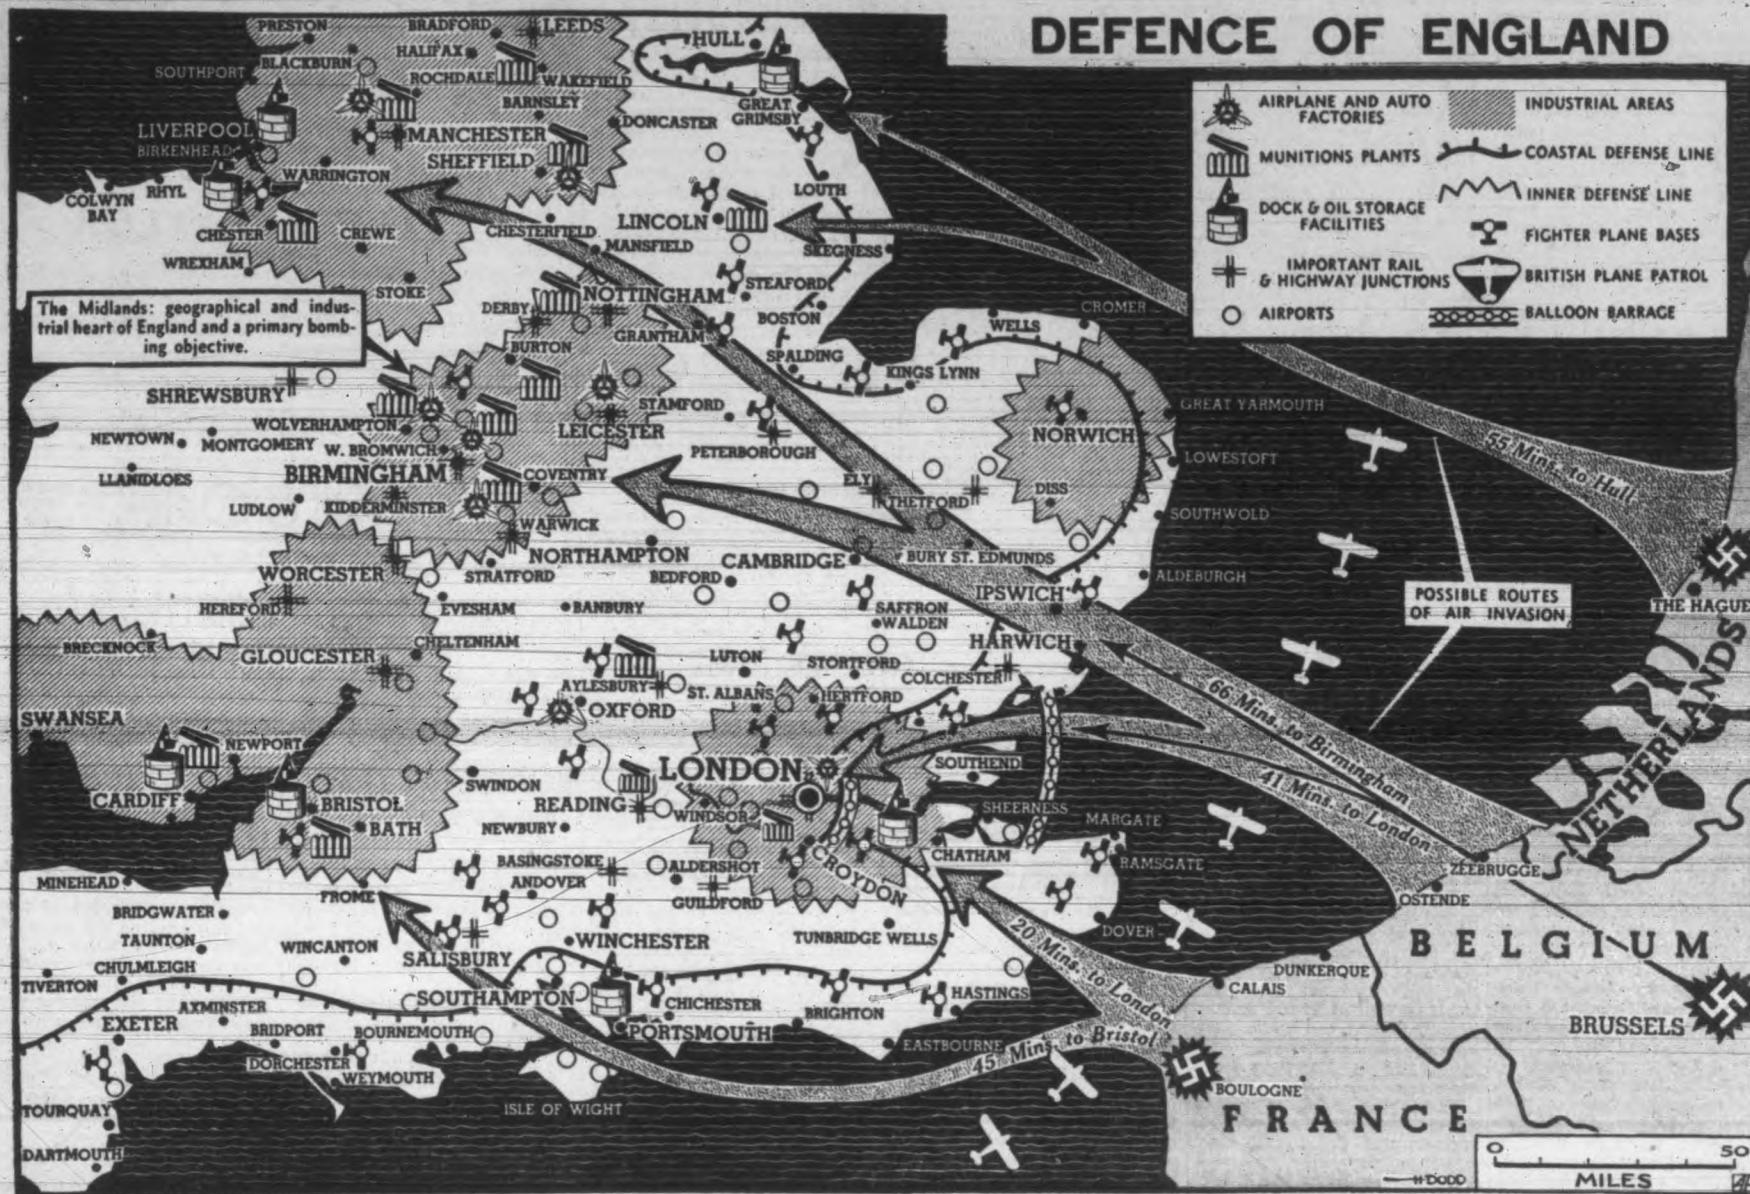 DEFENCE OF ENGLAND
AIRPLANE AND AUTO
FACTORIES
MUNITIONS PLANTS
DOCK & OIL STORAGE
FACILITIES
IMPORTANT RAIL
& HIGHWAY JUNCTIONS
AIRPORTS
INDUSTRIAL AREAS
COASTAL DEFENSE LINE
INNER DEFENSE LINE
FIGHTER PLANE BASES
BRITISH PLANE PATROL
BALLOON BARRAGE
PRESTON
BRADFORD
LEEDS
HULL
BLACKBURN
HALIFAX
SOUTHPORT
ROCHDALE
WAKEFIELD
BARNSLEY
GREAT
GRIMSBY
LIVERPOOL
BIRKENHEAD
MANCHESTER
DONCASTER
SHEFFIELD
WARRINGTON
COLWYN
BAY
RHYL
LOUTH
LINCOLN
CHESTER
CREWE
CHESTERFIELD
MANSFIELD
SKEGNESS
WREXHAM
STOKE
STEAFORD
NOTTINGHAM
DERBY
BOSTON
CROMER
The Midlands: geographical and indus-
trial heart of England and a primary bomb-
ing objective.
GRANTHAM
WELLS
BURTON
SPALDING
KINGS LYNN
SHREWSBURY
STAMFORD
GREAT YARMOUTH
WOLVERHAMPTON
LEICESTER
NORWICH
NEWTOWN
MONTGOMERY
W. BROMWICH
PETERBOROUGH
LOWESTOFT
55 Mins. to Hull
LLANIDLOES
BIRMINGHAM
COVENTRY
ELY
THETFORD
DISS
LUDLOW
KIDDERMINSTER
SOUTHWOLD
WARWICK
NORTHAMPTON
CAMBRIDGE
BURY ST. EDMUNDS
WORCESTER
STRATFORD
BEDFORD
ALDEBURGH
IPSWICH
POSSIBLE ROUTES
OF AIR INVASION
THE HAGUE
HEREFORD
EVESHAM
BANBURY
SAFFRON
WALDEN
BRECKNOCK
CHELTENHAM
HARWICH
GLOUCESTER
LUTON
STORTFORD
COLCHESTER
AYLESBURY
ST. ALBANS
HERTFORD
OXFORD
66 Mins. to Birmingham
NETHERLANDS
SWANSEA
NEWPORT
LONDON
SOUTHEND
41 Mins. to London
CARDIFF
BRISTOL
SWINDON
READING
WINDSOR
SHEERNESS
MARGATE
BATH
NEWBURY
CHATHAM
RAMSGATE
BASINGSTOKE
ALDERSHOT
CROYDON
ZEEBRUGGE
MINEHEAD
FROME
ANDOVER
GUILDFORD
OSTENDE
BRIDGWATER
TAUNTON
WINCANTON
WINCHESTER
TUNBRIDGE WELLS
DOVER
20 Mins. to London
BELGIUM
CHULMLEIGH
SALISBURY
DUNKERQUE
TIVERTON
CALAIS
SOUTHAMPTON
CHICHESTER
HASTINGS
AXMINSTER
BRIGHTON
EXETER
BRIDPORT
BOURNEMOUTH
PORTSMOUTH
BRUSSELS
EASTBOURNE
45 Mins. to Bristol
DORCHESTER
WEYMOUTH
BOULOGNE
TOURQUAY
ISLE OF WIGHT
FRANCE
DARTMOUTH
0 50
MILES
H DODD